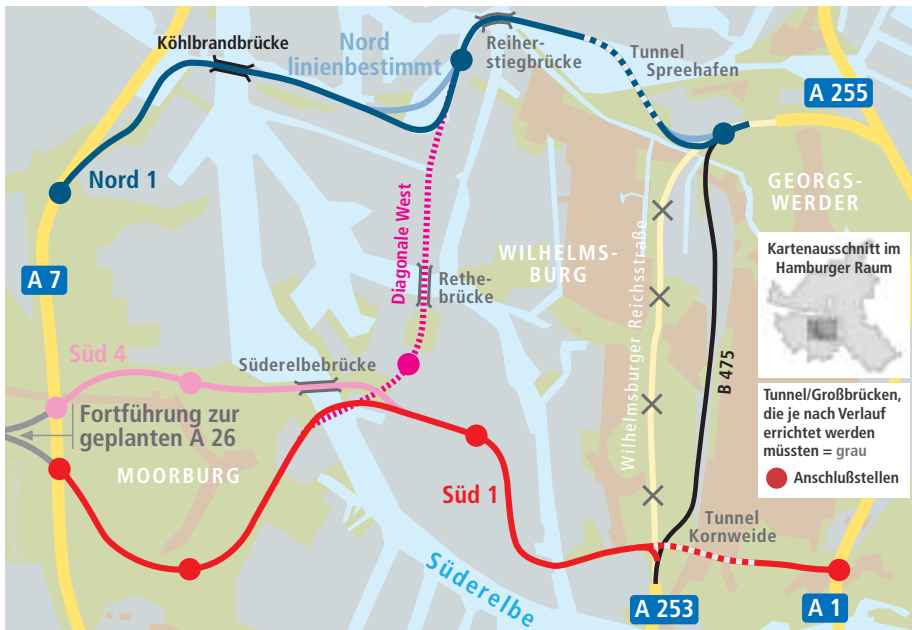 Köhlbrandbrücke
Nord
linienbestimmt
Reiher-
stiegbrücke
Tunnel
Spreehafen
A 255
Nord 1
GEORGS-
WERDER
A 7
Diagonale West
WILHELMS-
BURG
Rethe-
brücke
Wilhelmsburger Reichsstraße
B 475
Kartenausschnitt im
Hamburger Raum
Süd 4
Süderelbebrücke
Fortführung zur
geplanten A 26
MOORBURG
Süd 1
Tunnel/Großbrücken,
die je nach Verlauf
errichtet werden
müssten = grau
Anschlußstellen
Tunnel
Kornweide
Süderelbe
A 253
A 1